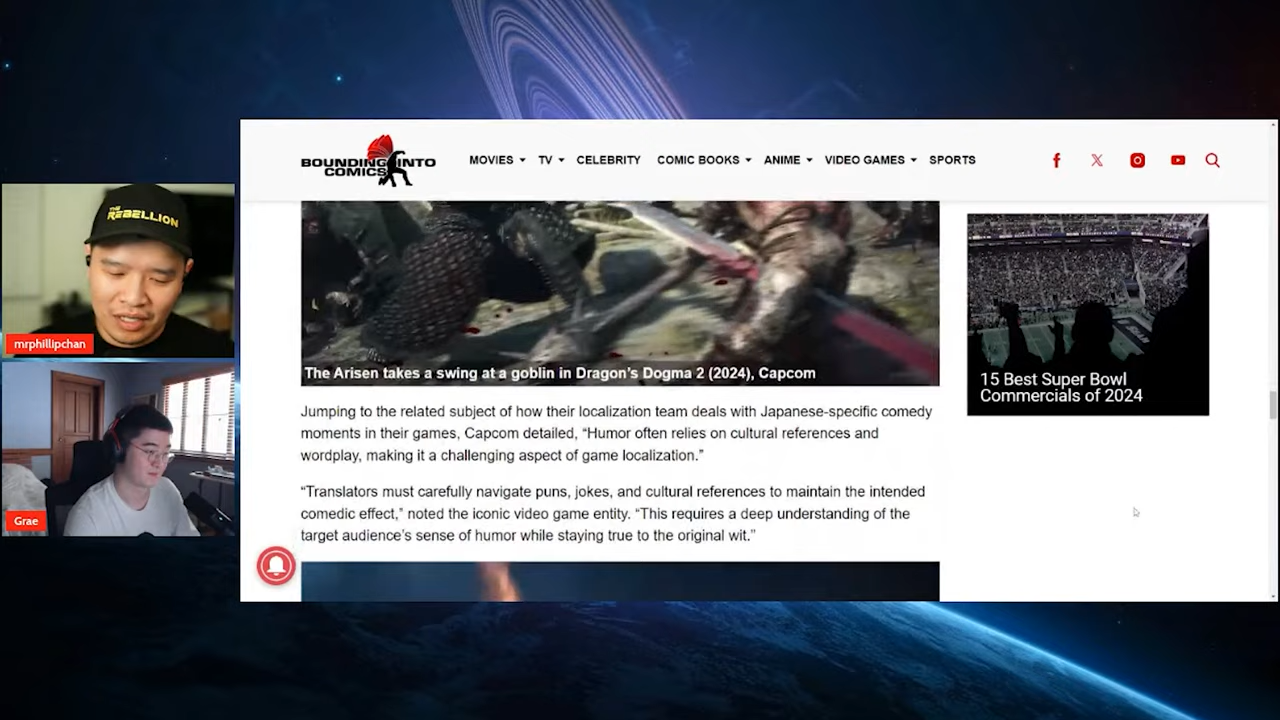 BOUNDING INTO
COMICS
MOVIES TV CELEBRITY COMIC BOOKS ANIME VIDEO GAMES SPORTS
THE
REBELLION
mrphillipchan
Grae
The Arisen takes a swing at a goblin in Dragon's Dogma 2 (2024), Capcom
15 Best Super Bowl
Commercials of 2024
Jumping to the related subject of how their localization team deals with Japanese-specific comedy
moments in their games, Capcom detailed, “Humor often relies on cultural references and
wordplay, making it a challenging aspect of game localization.”
“Translators must carefully navigate puns, jokes, and cultural references to maintain the intended
comedic effect,” noted the iconic video game entity. “This requires a deep understanding of the
target audience’s sense of humor while staying true to the original wit.”